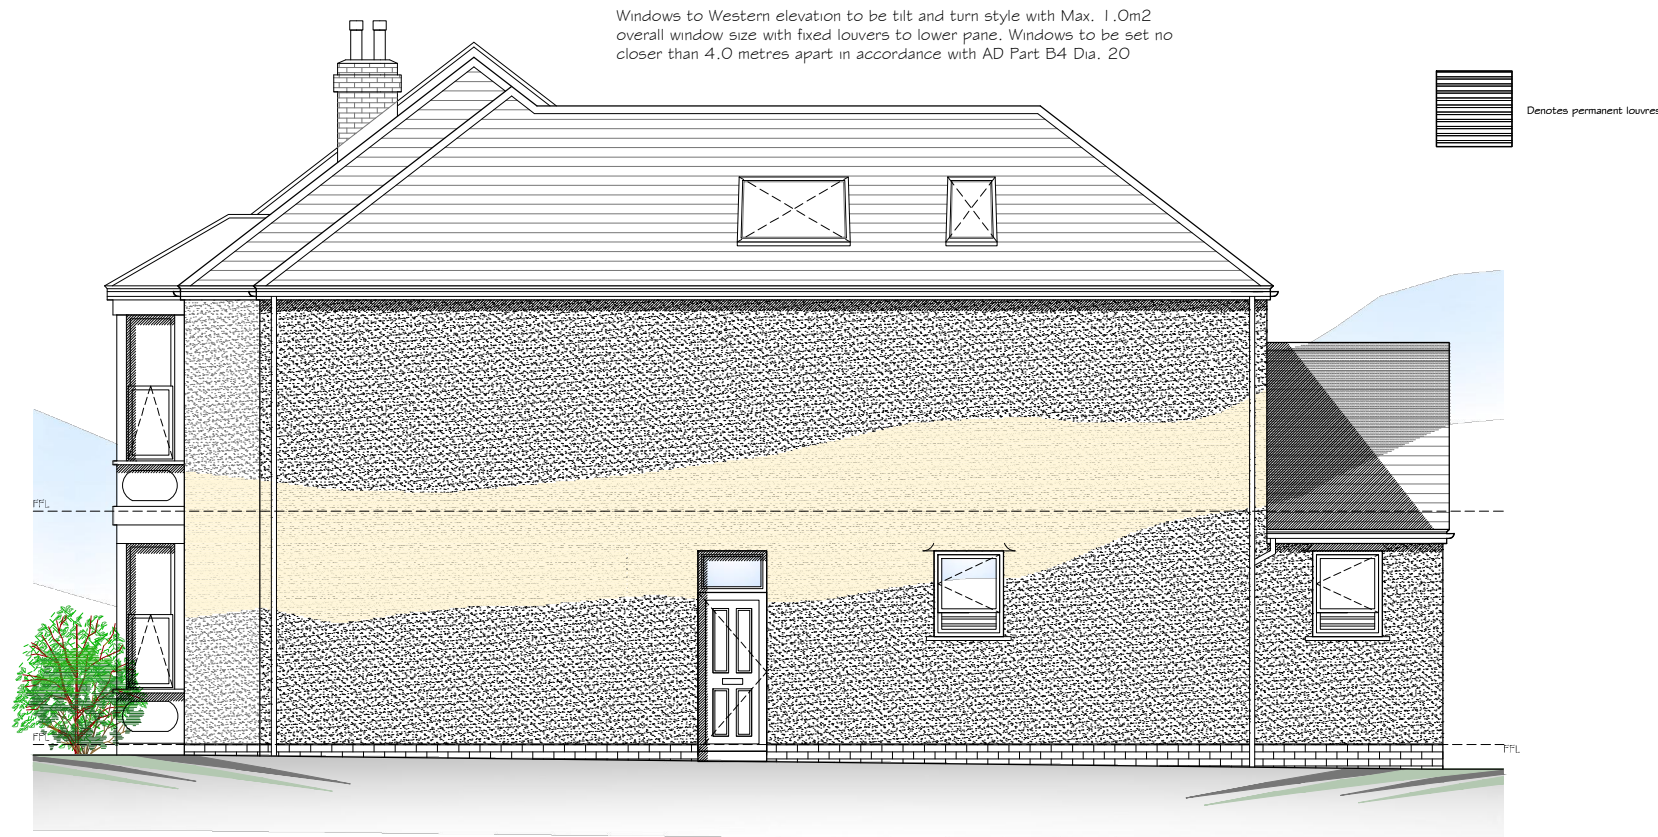 Windows to Western elevation to be tilt and turn style with Max. 1.0m2
overall window size with fixed louvers to lower pane. Windows to be set no
closer than 4.0 metres apart in accordance with AD Part B4 Dia. 20
Denotes permanent louvres
FFL
FFL
FFL